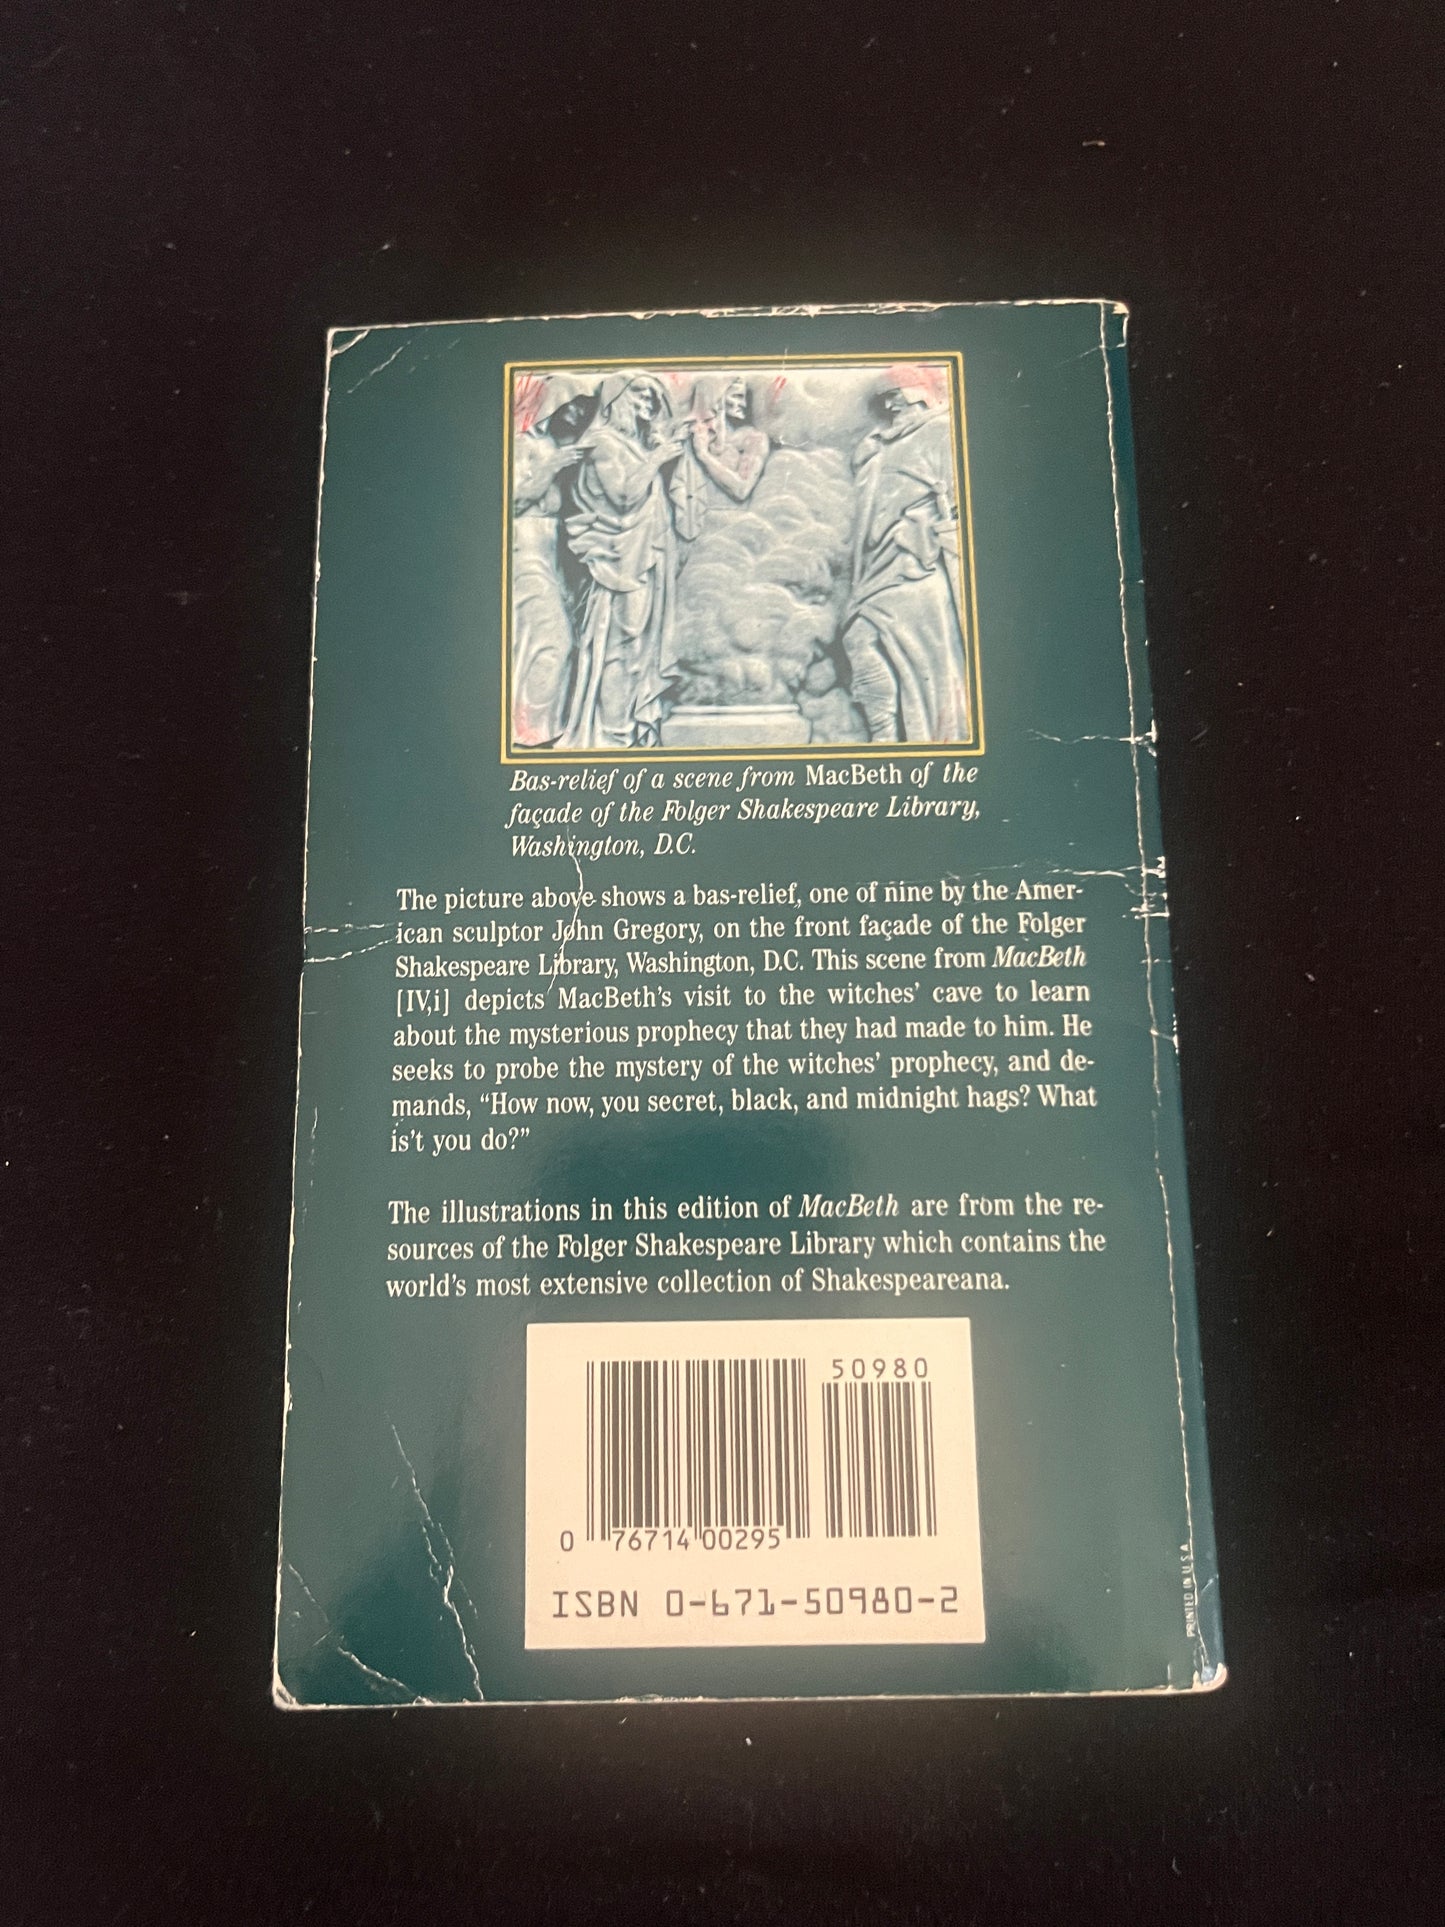 Bas-relief of a scene from MacBeth of the
façade of the Folger Shakespeare Library,
Washington, D.C.
The picture above shows a bas-relief, one of nine by the Amer-
ican sculptor John Gregory, on the front façade of the Folger
Shakespeare Library, Washington, D.C. This scene from MacBeth
[IV,i] depicts MacBeth's visit to the witches' cave to learn
about the mysterious prophecy that they had made to him. He
seeks to probe the mystery of the witches' prophecy, and de-
mands, “How now, you secret, black, and midnight hags? What
is't you do?”
The illustrations in this edition of MacBeth are from the re-
sources of the Folger Shakespeare Library which contains the
world's most extensive collection of Shakespeareana.
50980
0 76714 00295
ISBN 0-671-50980-2
PRINTED IN U.S.A.